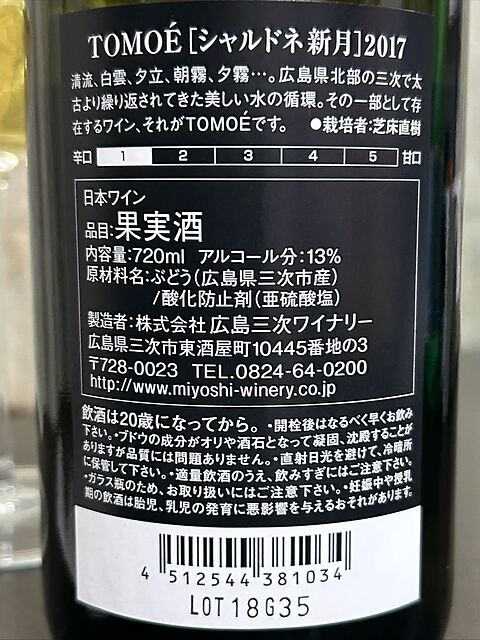 TOMOÉ[シャルドネ 新月]2017
清流、白雲、夕立、朝霧、夕霧…。広島県北部の三次で太
古より繰り返されてきた美しい水の循環。その一部として存
在するワイン、それがTOMOÉです。 ●栽培者:芝床直樹
辛口 1 2 3 4 5 甘口
日本ワイン
品目:果実酒
内容量:720ml アルコール分:13%
原材料名:ぶどう(広島県三次市産)
/酸化防止剤(亜硫酸塩)
製造者:株式会社 広島三次ワイナリー
広島県三次市東酒屋町10445番地の3
〒728-0023 TEL.0824-64-0200
http://www.miyoshi-winery.co.jp
飲酒は20歳になってから。・開栓後はなるべく早くお飲み
下さい。・ブドウの成分がオリや酒石となって凝固、沈殿することが
ありますが品質には問題ありません。・直射日光を避けて、冷暗所
に保管して下さい。・適量飲酒のうえ、飲みすぎにはご注意下さい。
・ガラス瓶のため、お取り扱いにはご注意下さい。・妊娠中や授乳
期の飲酒は胎児、乳児の発育に悪影響を与えるおそれがあります。
4 512544 381034
LOT18G35